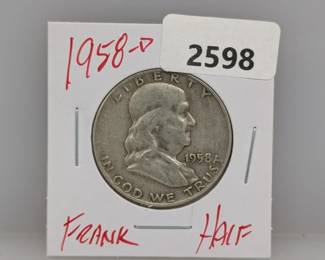 1958-D
2598
LIBERTY
1958
IN GOD WE TRUST
FRANK HALF